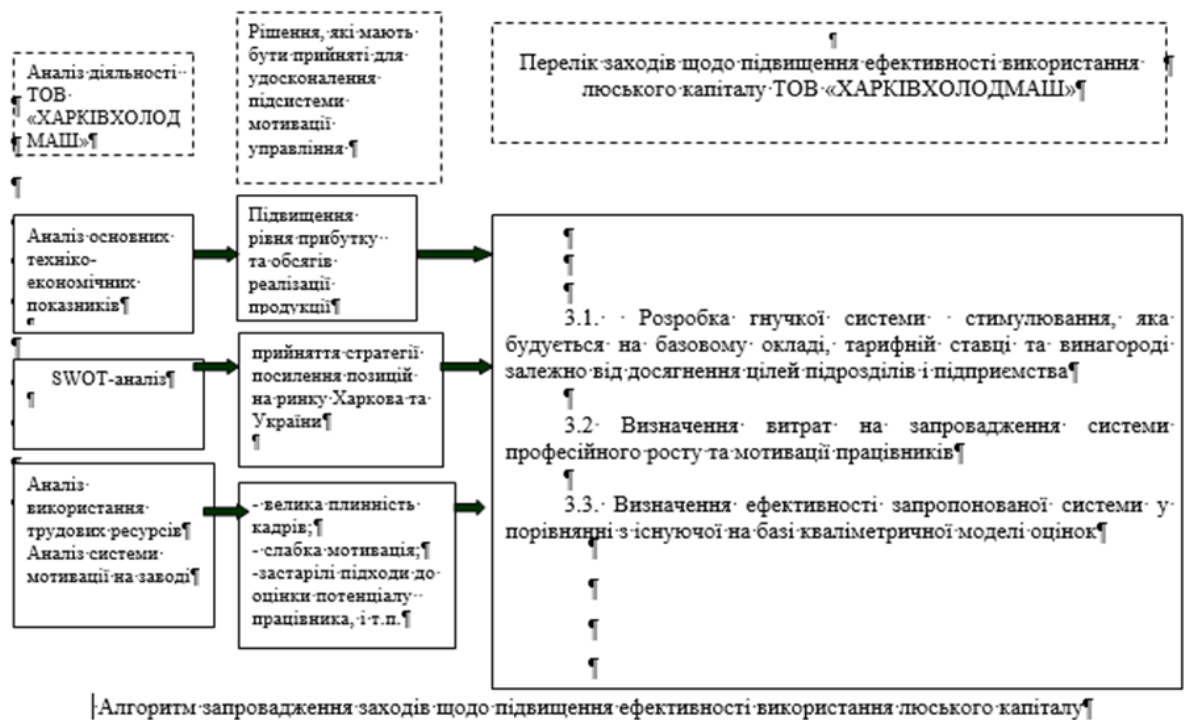 Аналіз діяльності
ТОВ
«ХАРКІВХОЛОД
МАШ»
Рішення, які мають
бути прийняті для
удосконалення
підсистеми
мотивації
управління
Перелік заходів щодо підвищення ефективності використання
люського капіталу ТОВ «ХАРКІВХОЛОДМАШ»
Аналіз основних
техніко-
економічних
показників
Підвищення
рівня прибутку
та обсягів
реалізації
продукції
SWOT-аналіз
прийняття стратегії
посилення позицій
на ринку Харкова та
України
Аналіз
використання
трудових ресурсів
Аналіз системи
мотивації на заводі
- велика плинність
кадрів;
- слабка мотивація;
-застарілі підходи до
оцінки потенціалу
працівника, і т.п.
3.1. Розробка гнучкої системи стимулювання, яка
будується на базовому окладі, тарифній ставці та винагороді
залежно від досягнення цілей підрозділів і підприємства
3.2 Визначення витрат на запровадження системи
професійного росту та мотивації працівників
3.3. Визначення ефективності запропонованої системи у
порівнянні з існуючої на базі кваліметричної моделі оцінок
Алгоритм запровадження заходів щодо підвищення ефективності використання люського капіталу